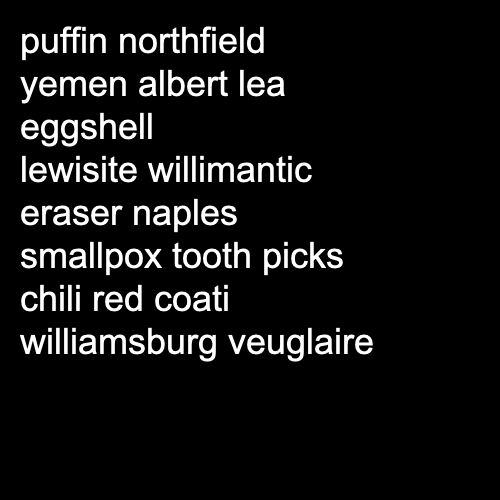 puffin northfield
yemen albert lea
eggshell
lewisite willimantic
eraser naples
smallpox tooth picks
chili red coati
williamsburg veuglaire